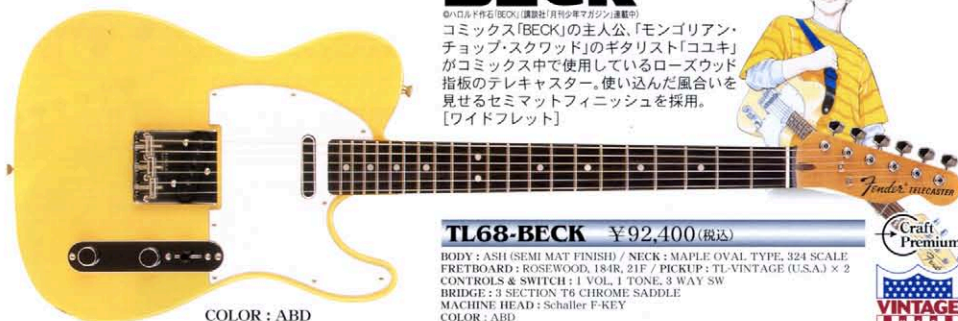 BECK
©ハロルド作石「BECK」(講談社「月刊少年マガジン」連載中)
コミックス「BECK」の主人公、「モンゴリアン・
チョップ・スクワッド」のギタリスト「コユキ」
がコミックス中で使用しているローズウッド
指板のテレキャスター。使い込んだ風合いを
見せるセミマットフィニッシュを採用。
[ワイドフレット]
Fender TELECASTER
TL68-BECK ¥92,400(税込)
BODY : ASH (SEMI MAT FINISH) / NECK : MAPLE OVAL TYPE, 324 SCALE
FRETBOARD : ROSEWOOD, 184R, 21F / PICKUP : TL-VINTAGE (U.S.A.) × 2
CONTROLS & SWITCH : 1 VOL, 1 TONE, 3 WAY SW
BRIDGE : 3 SECTION T6 CHROME SADDLE
MACHINE HEAD : Schaller F-KEY
COLOR : ABD
Craft
Premium
VINTAGE
COLOR : ABD